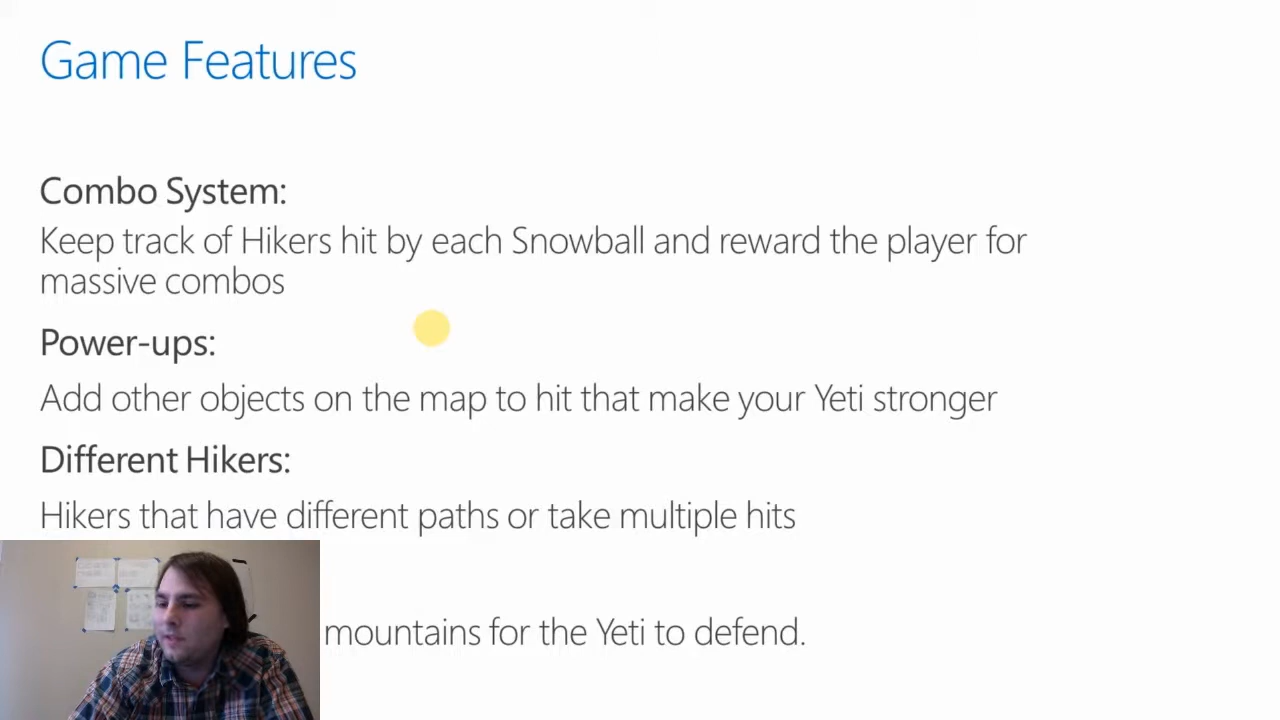 Game Features
Combo System:
Keep track of Hikers hit by each Snowball and reward the player for
massive combos
Power-ups:
Add other objects on the map to hit that make your Yeti stronger
Different Hikers:
Hikers that have different paths or take multiple hits
mountains for the Yeti to defend.